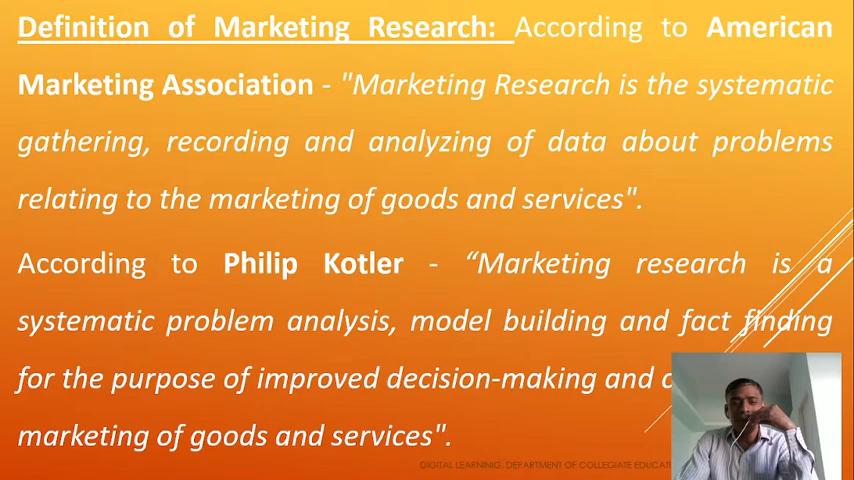 Definition of Marketing Research: According to American
Marketing Association - "Marketing Research is the systematic
gathering, recording and analyzing of data about problems
relating to the marketing of goods and services".
According to Philip Kotler - “Marketing research is a
systematic problem analysis, model building and fact finding
for the purpose of improved decision-making and
marketing of goods and services".
DIGITAL LEARNINIG, DEPARTMENT OF COLLEGIATE